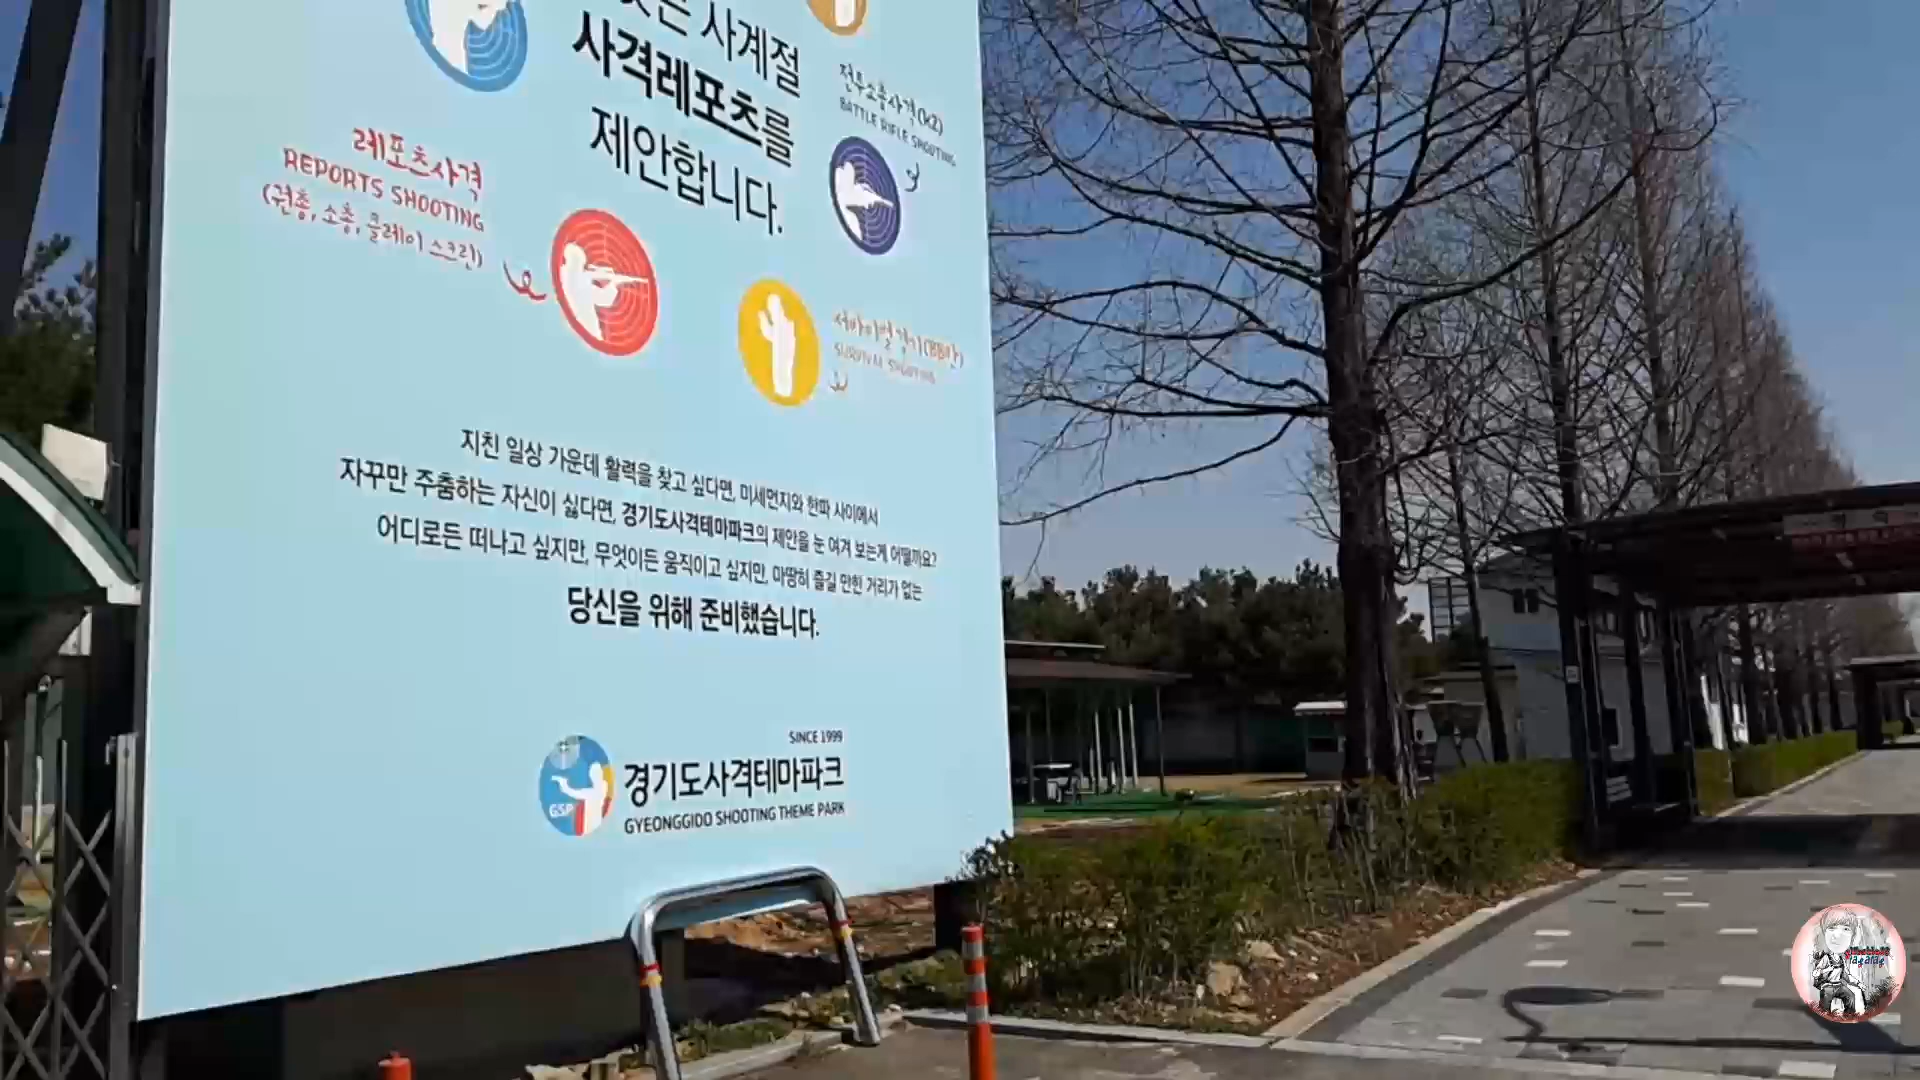 사계절
사격레포츠를
제안합니다.
전투소총사격(K2)
BATTLE RIFLE SHOOTING
레포츠사격
REPORTS SHOOTING
(권총, 소총, 클레이 스크린)
서바이벌사격(BB탄)
SURVIVAL SHOOTING
지친 일상 가운데 활력을 찾고 싶다면, 미세먼지와 한파 사이에서
자꾸만 주춤하는 자신이 싫다면, 경기도사격테마파크의 제안을 눈 여겨 보는게 어떨까요?
어디로든 떠나고 싶지만, 무엇이든 움직이고 싶지만, 마땅히 즐길 만한 거리가 없는
당신을 위해 준비했습니다.
SINCE 1999
GSP
경기도사격테마파크
GYEONGGIDO SHOOTING THEME PARK